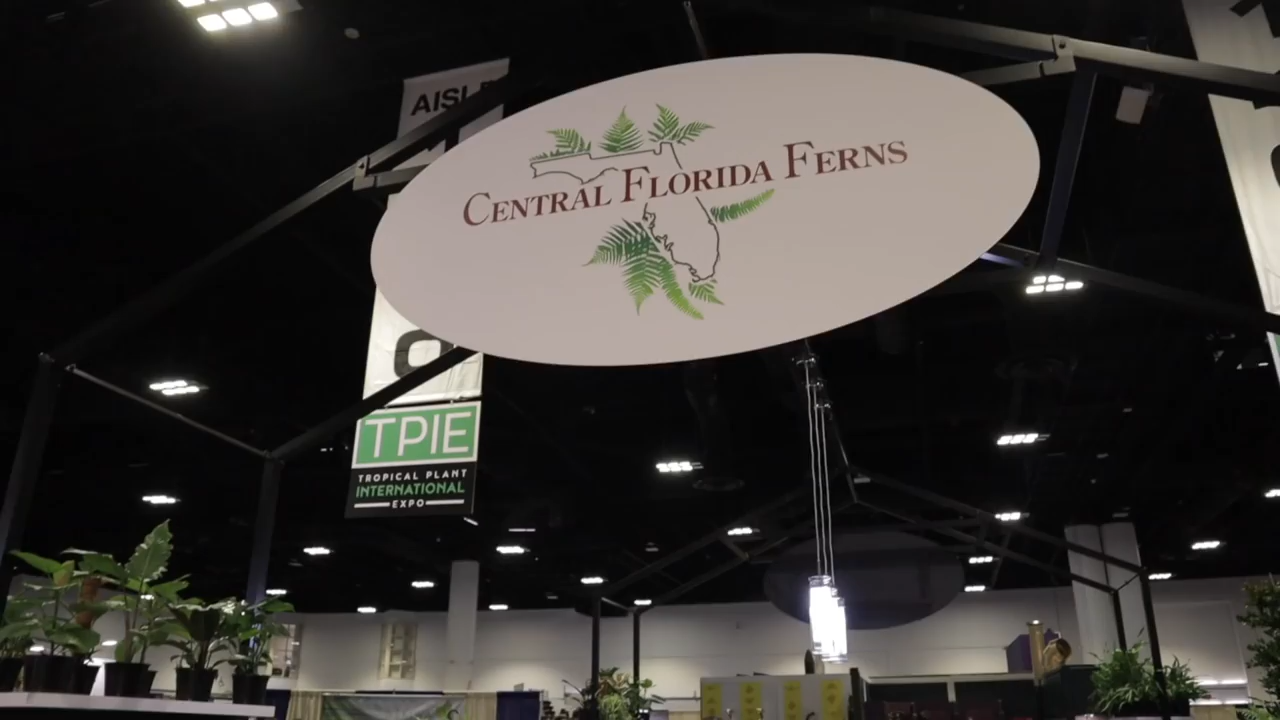 CENTRAL FLORIDA FERNS
TPIE
TROPICAL PLANT
INTERNATIONAL
EXPO